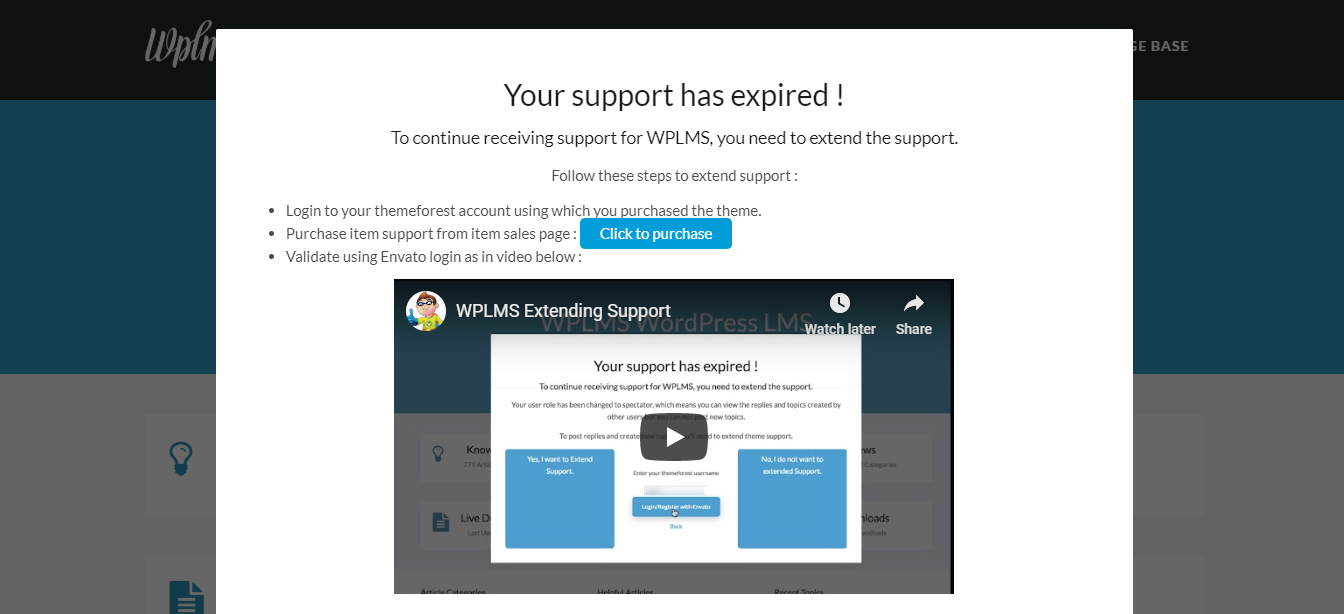 Wplm
GE BASE
Your support has expired !
To continue receiving support for WPLMS, you need to extend the support.
Follow these steps to extend support :
Login to your themeforest account using which you purchased the theme.
Purchase item support from item sales page : Click to purchase
Validate using Envato login as in video below :
WPLMS Extending Support
WPLMS WordPress LMS
Watch later
Share
Your support has expired !
To continue receiving support for WPLMS, you need to extend the support.
Your user role has been changed to spectator, which means you can view the replies and topics created by
other users but you can not post new topics.
To post replies and create new need to extend theme support.
Know
779
ews
Categories
Yes, I want to Extend
Support.
Enter your themeforest username
No, I do not want to
extended Support.
Login/Register with Envato
Back
Live D
Last
nloads
wnloads
Article Categories
Helpful Articles
Recent Topics